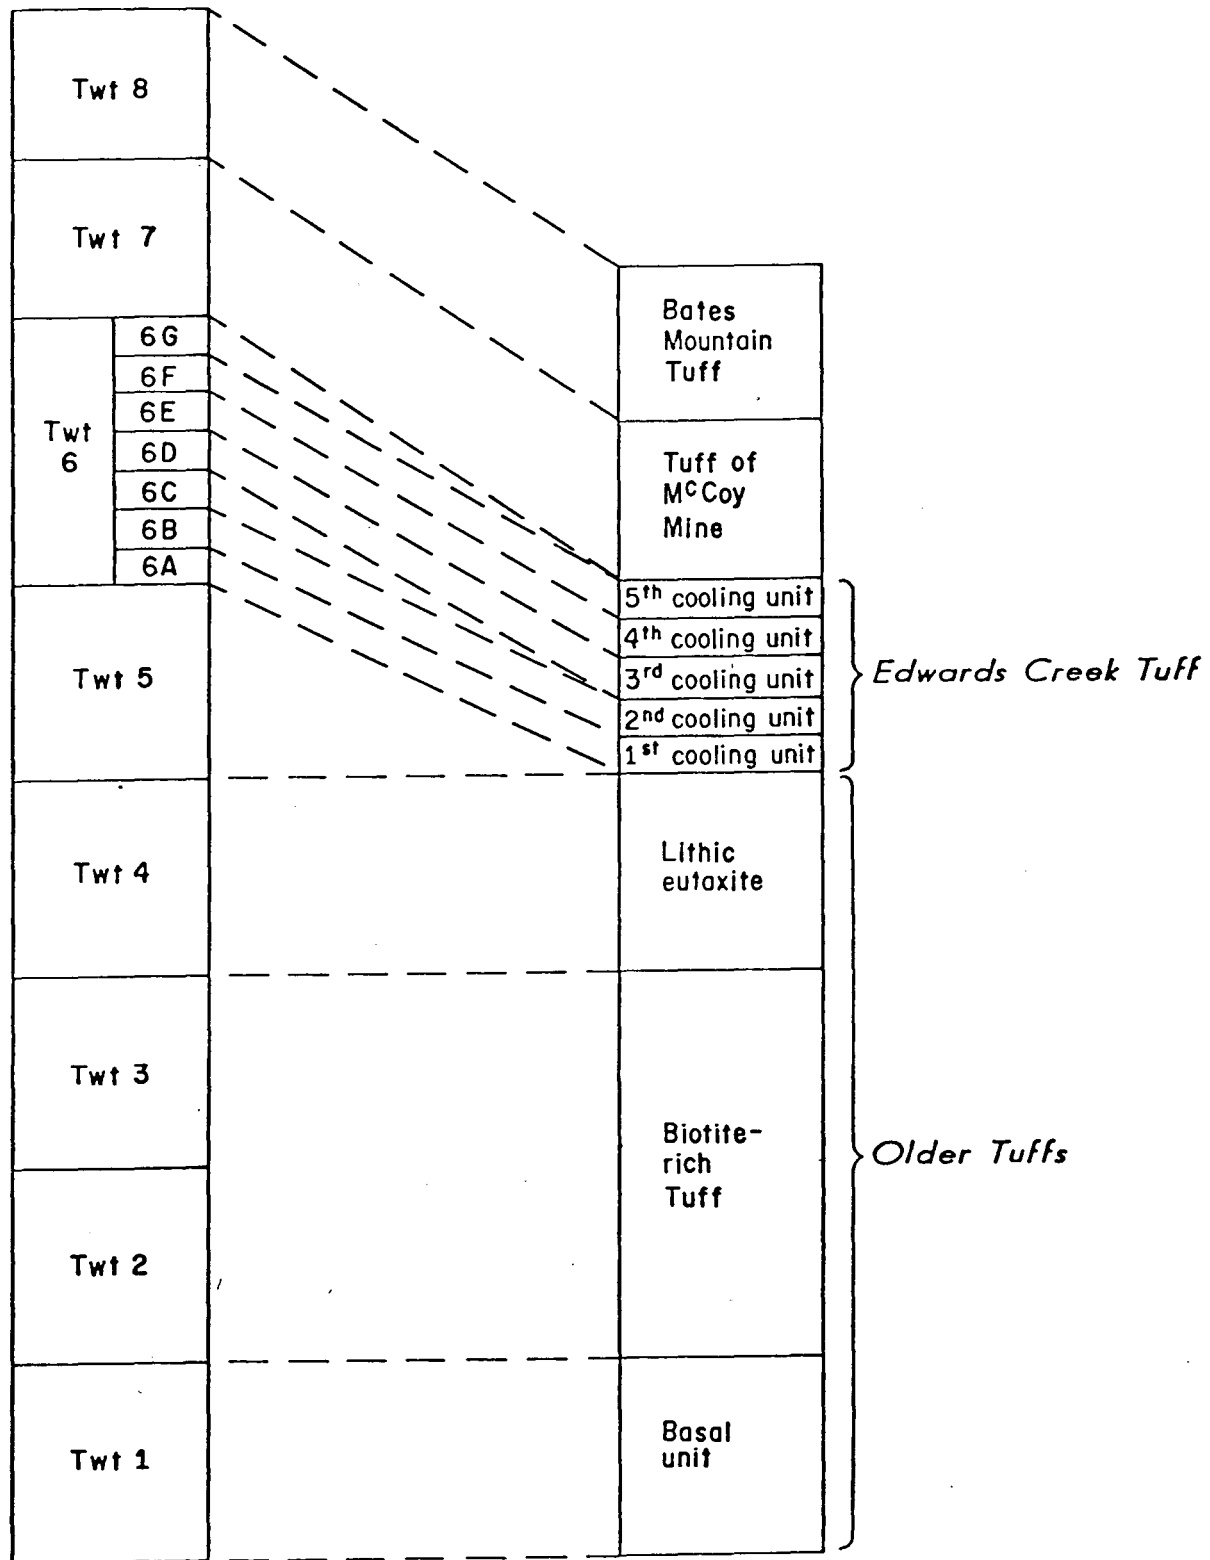 Twt 8
Twt 7
Twt
6
6G
6F
6E
6D
6C
6B
6A
Twt 5
Twt 4
Twt 3
Twt 2
Twt 1
Bates
Mountain
Tuff
Tuff of
McCoy
Mine
5th cooling unit
4th cooling unit
3rd cooling unit
2nd cooling unit
1st cooling unit
Edwards Creek Tuff
Lithic
eutaxite
Biotite-
rich
Tuff
Older Tuffs
Basal
unit